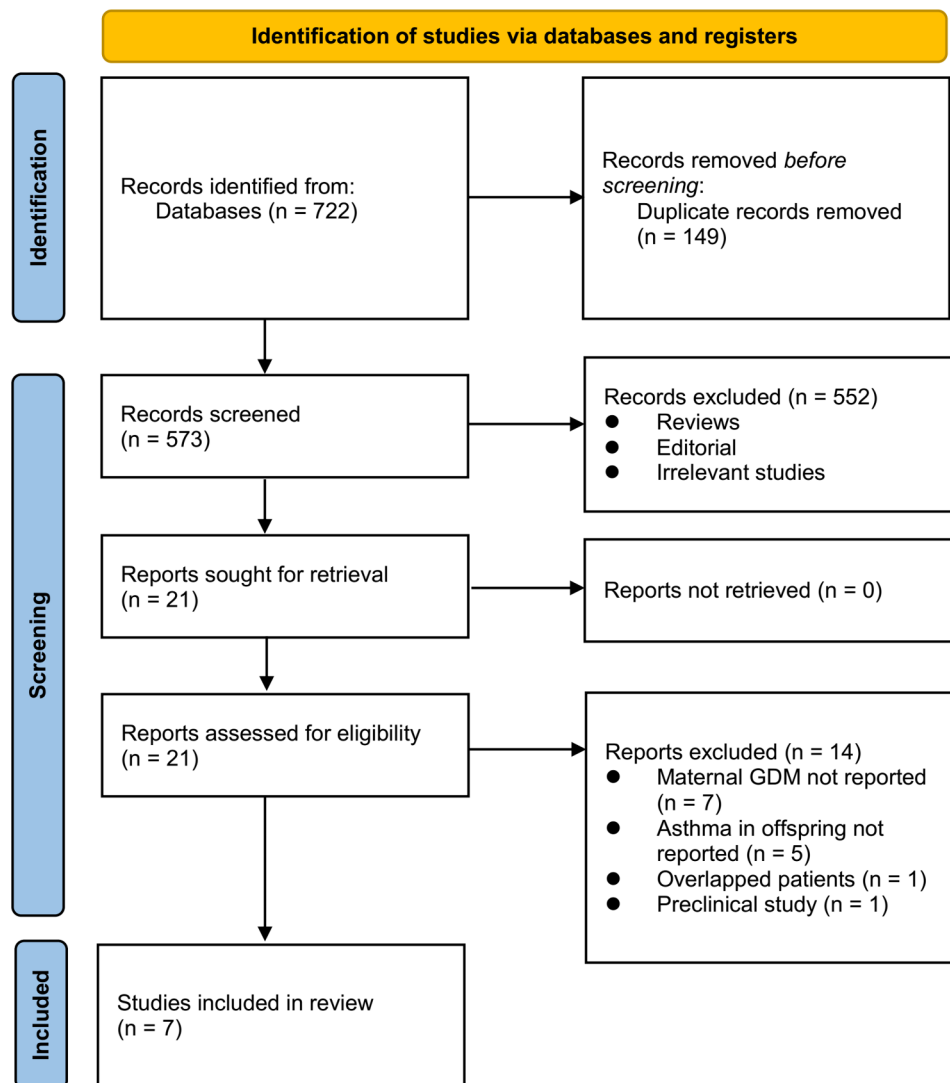 Identification of studies via databases and registers
Identification
Records identified from:
Databases (n = 722)
Records removed before
screening:
Duplicate records removed
(n = 149)
Screening
Records screened
(n = 573)
Records excluded (n = 552)
● Reviews
● Editorial
● Irrelevant studies
Reports sought for retrieval
(n = 21)
Reports not retrieved (n = 0)
Reports assessed for eligibility
(n = 21)
Reports excluded (n = 14)
● Maternal GDM not reported
(n = 7)
● Asthma in offspring not
reported (n = 5)
● Overlapped patients (n = 1)
● Preclinical study (n = 1)
Included
Studies included in review
(n = 7)